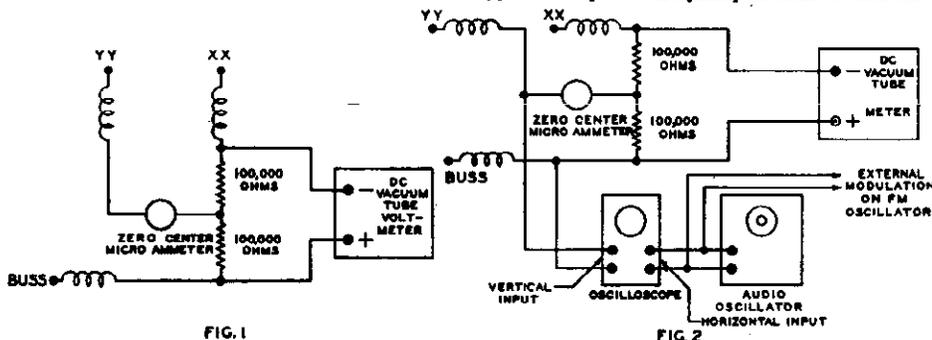 YY
XX
100,000
OHMS
DC
VACUUM
TUBE
VOLT-
METER
-
+
ZERO CENTER
MICRO AMMETER
100,000
OHMS
BUSS
FIG. 1
YY
XX
100,000
OHMS
DC
VACUUM
TUBE
METER
-
+
ZERO CENTER
MICRO AMMETER
100,000
OHMS
BUSS
EXTERNAL
MODULATION
ON FM
OSCILLATOR
VERTICAL
INPUT
OSCILLOSCOPE
AUDIO
OSCILLATOR
HORIZONTAL INPUT
FIG. 2